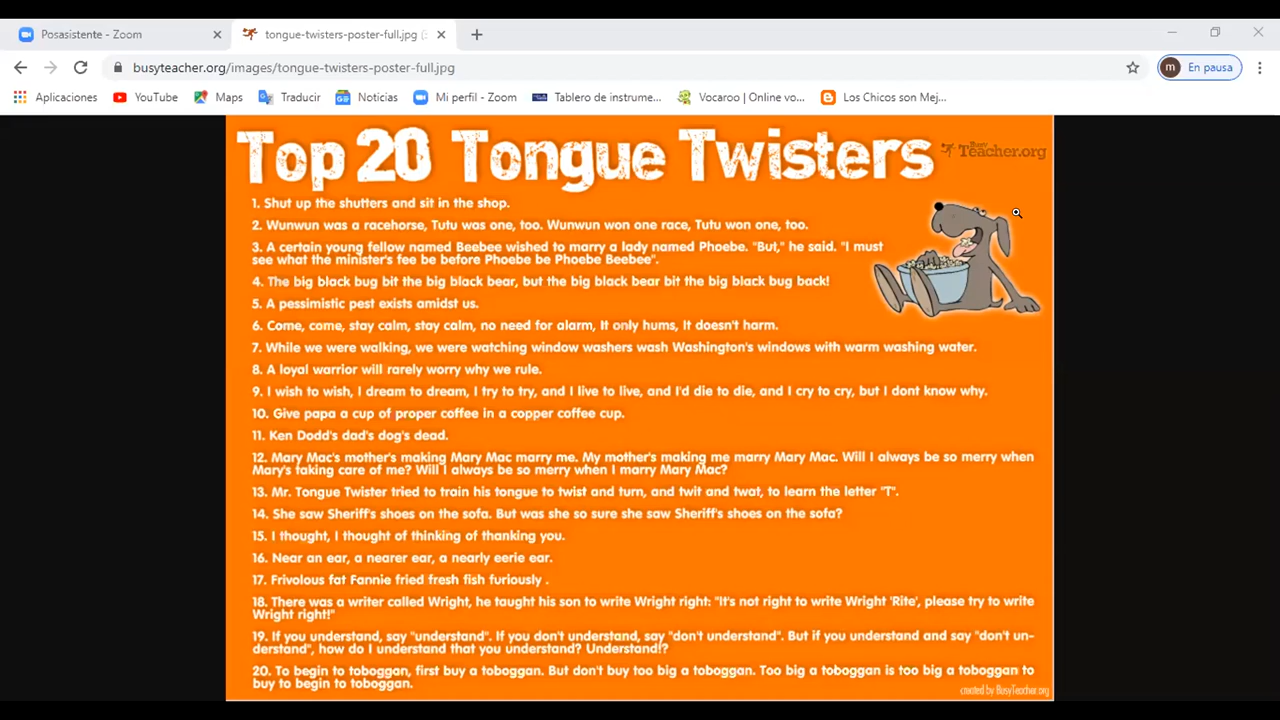 Posasistente - Zoom
tongue-twisters-poster-full.jpg
busyteacher.org/images/tongue-twisters-poster-full.jpg
m En pausa
Aplicaciones YouTube Maps Traducir Noticias Mi perfil - Zoom Tablero de instrume... Vocaroo | Online vo... Los Chicos son Mej...
Top 20 Tongue Twisters
Busy
Teacher.org
1. Shut up the shutters and sit in the shop.
2. Wunwun was a racehorse, Tutu was one, too. Wunwun won one race, Tutu won one, too.
3. A certain young fellow named Beebee wished to marry a lady named Phoebe. "But," he said. "I must
see what the minister's fee be before Phoebe be Phoebe Beebee".
4. The big black bug bit the big black bear, but the big black bear bit the big black bug back!
5. A pessimistic pest exists amidst us.
6. Come, come, stay calm, stay calm, no need for alarm, It only hums, It doesn't harm.
7. While we were walking, we were watching window washers wash Washington's windows with warm washing water.
8. A loyal warrior will rarely worry why we rule.
9. I wish to wish, I dream to dream, I try to try, and I live to live, and I'd die to die, and I cry to cry, but I dont know why.
10. Give papa a cup of proper coffee in a copper coffee cup.
11. Ken Dodd's dad's dog's dead.
12. Mary Mac's mother's making Mary Mac marry me. My mother's making me marry Mary Mac. Will I always be so merry when
Mary's taking care of me? Will I always be so merry when I marry Mary Mac?
13. Mr. Tongue Twister tried to train his tongue to twist and turn, and twit and twat, to learn the letter "T".
14. She saw Sheriff's shoes on the sofa. But was she so sure she saw Sheriff's shoes on the sofa?
15. I thought, I thought of thinking of thanking you.
16. Near an ear, a nearer ear, a nearly eerie ear.
17. Frivolous fat Fannie fried fresh fish furiously .
18. There was a writer called Wright, he taught his son to write Wright right: "It's not right to write Wright 'Rite', please try to write
Wright right!"
19. If you understand, say "understand". If you don't understand, say "don't understand". But if you understand and say "don't un-
derstand", how do I understand that you understand? Understand!?
20. To begin to toboggan, first buy a toboggan. But don't buy too big a toboggan. Too big a toboggan is too big a toboggan to
buy to begin to toboggan.
created by BusyTeacher.org